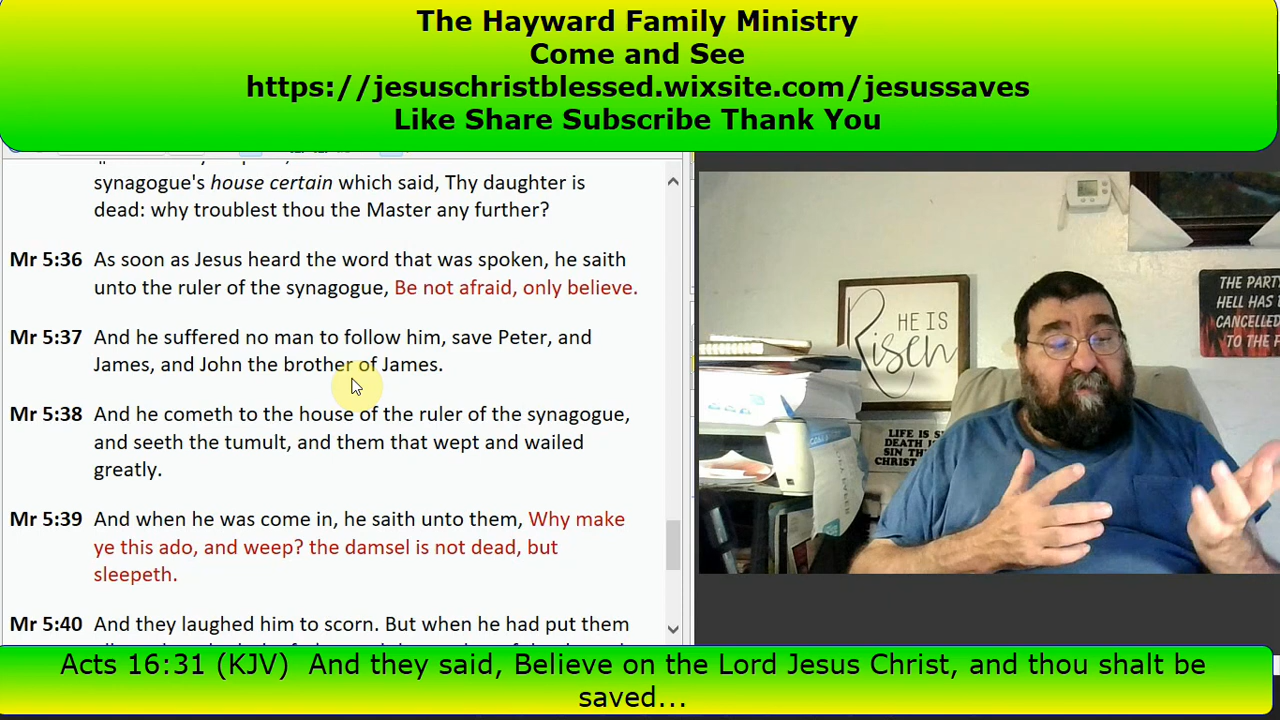 The Hayward Family Ministry
Come and See
https://jesuschristblessed.wixsite.com/jesussaves
Like Share Subscribe Thank You
synagogue's house certain which said, Thy daughter is
dead: why troublest thou the Master any further?
Mr 5:36 As soon as Jesus heard the word that was spoken, he saith
unto the ruler of the synagogue, Be not afraid, only believe.
Mr 5:37 And he suffered no man to follow him, save Peter, and
James, and John the brother of James.
Mr 5:38 And he cometh to the house of the ruler of the synagogue,
and seeth the tumult, and them that wept and wailed
greatly.
Mr 5:39 And when he was come in, he saith unto them, Why make
ye this ado, and weep? the damsel is not dead, but
sleepeth.
Mr 5:40 And they laughed him to scorn. But when he had put them
HE IS
Risen
THE PART
HELL HAS
CANCELLED
TO THE F
LIFE IS
DEATH
SIN TH
CHRIST
Acts 16:31 (KJV) And they said, Believe on the Lord Jesus Christ, and thou shalt be
saved...